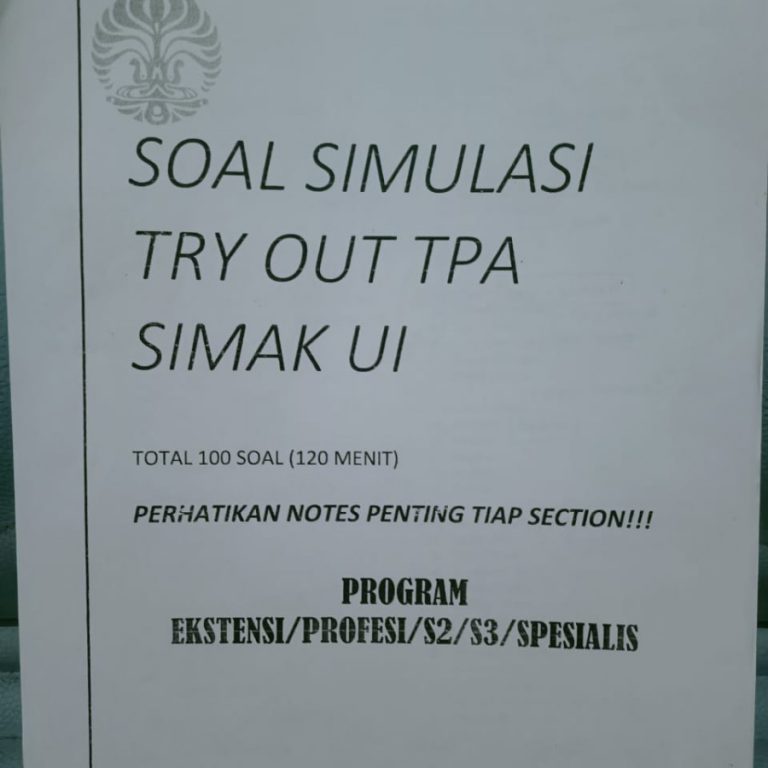 SOAL SIMULASI
TRY OUT TPA
SIMAK UI
TOTAL 100 SOAL (120 MENIT)
PERHATIKAN NOTES PENTING TIAP SECTION!!!
PROGRAM
EKSTENSI/PROFESI/S2/S3/SPESIALIS